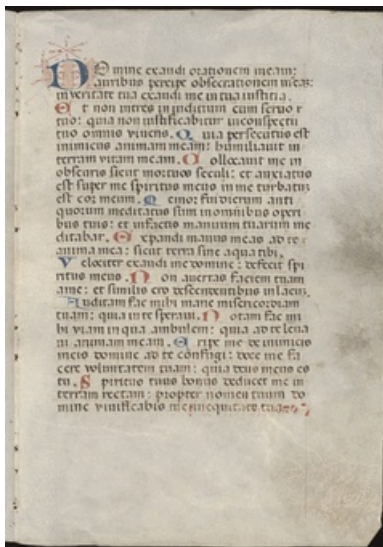 Domine exaudi orationem meam:
auribus percipe obsecrationem meam:
in veritate tua exaudi me in tua iustitia.
Et non intres in iudicium cum servo t
tuo: quia non iustificabitur in conspectu
tuo omnis vivens. Quia persecutus est
inimicus animam meam: humiliavit in
terram vitam meam. Collocavit me in
obscuris sicut mortuos seculi: et anxiatus
est super me spiritus meus in me turbatum
est cor meum. Memor fui dierum anti
quorum meditatus sum in omnibus operi
bus tuis: et in factis manuum tuarum me
ditabar. Expandi manus meas ad te:
anima mea: sicut terra sine aqua tibi.
Velociter exaudi me domine: defecit spi
ritus meus. Non avertas faciem tuam
a me: et similis ero descendentibus in lacum.
Auditam fac mihi mane misericordiam
tuam: quia in te speravi. Notam fac mi
hi viam in qua ambulem: quia ad te leva
vi animam meam. Eripe me de inimicis
meis domine ad te confugi: doce me fa
cere voluntatem tuam: quia deus meus es
tu. Spiritus tuus bonus deducet me in
terram rectam: propter nomen tuum do
mine vivificabis me in equitate tua